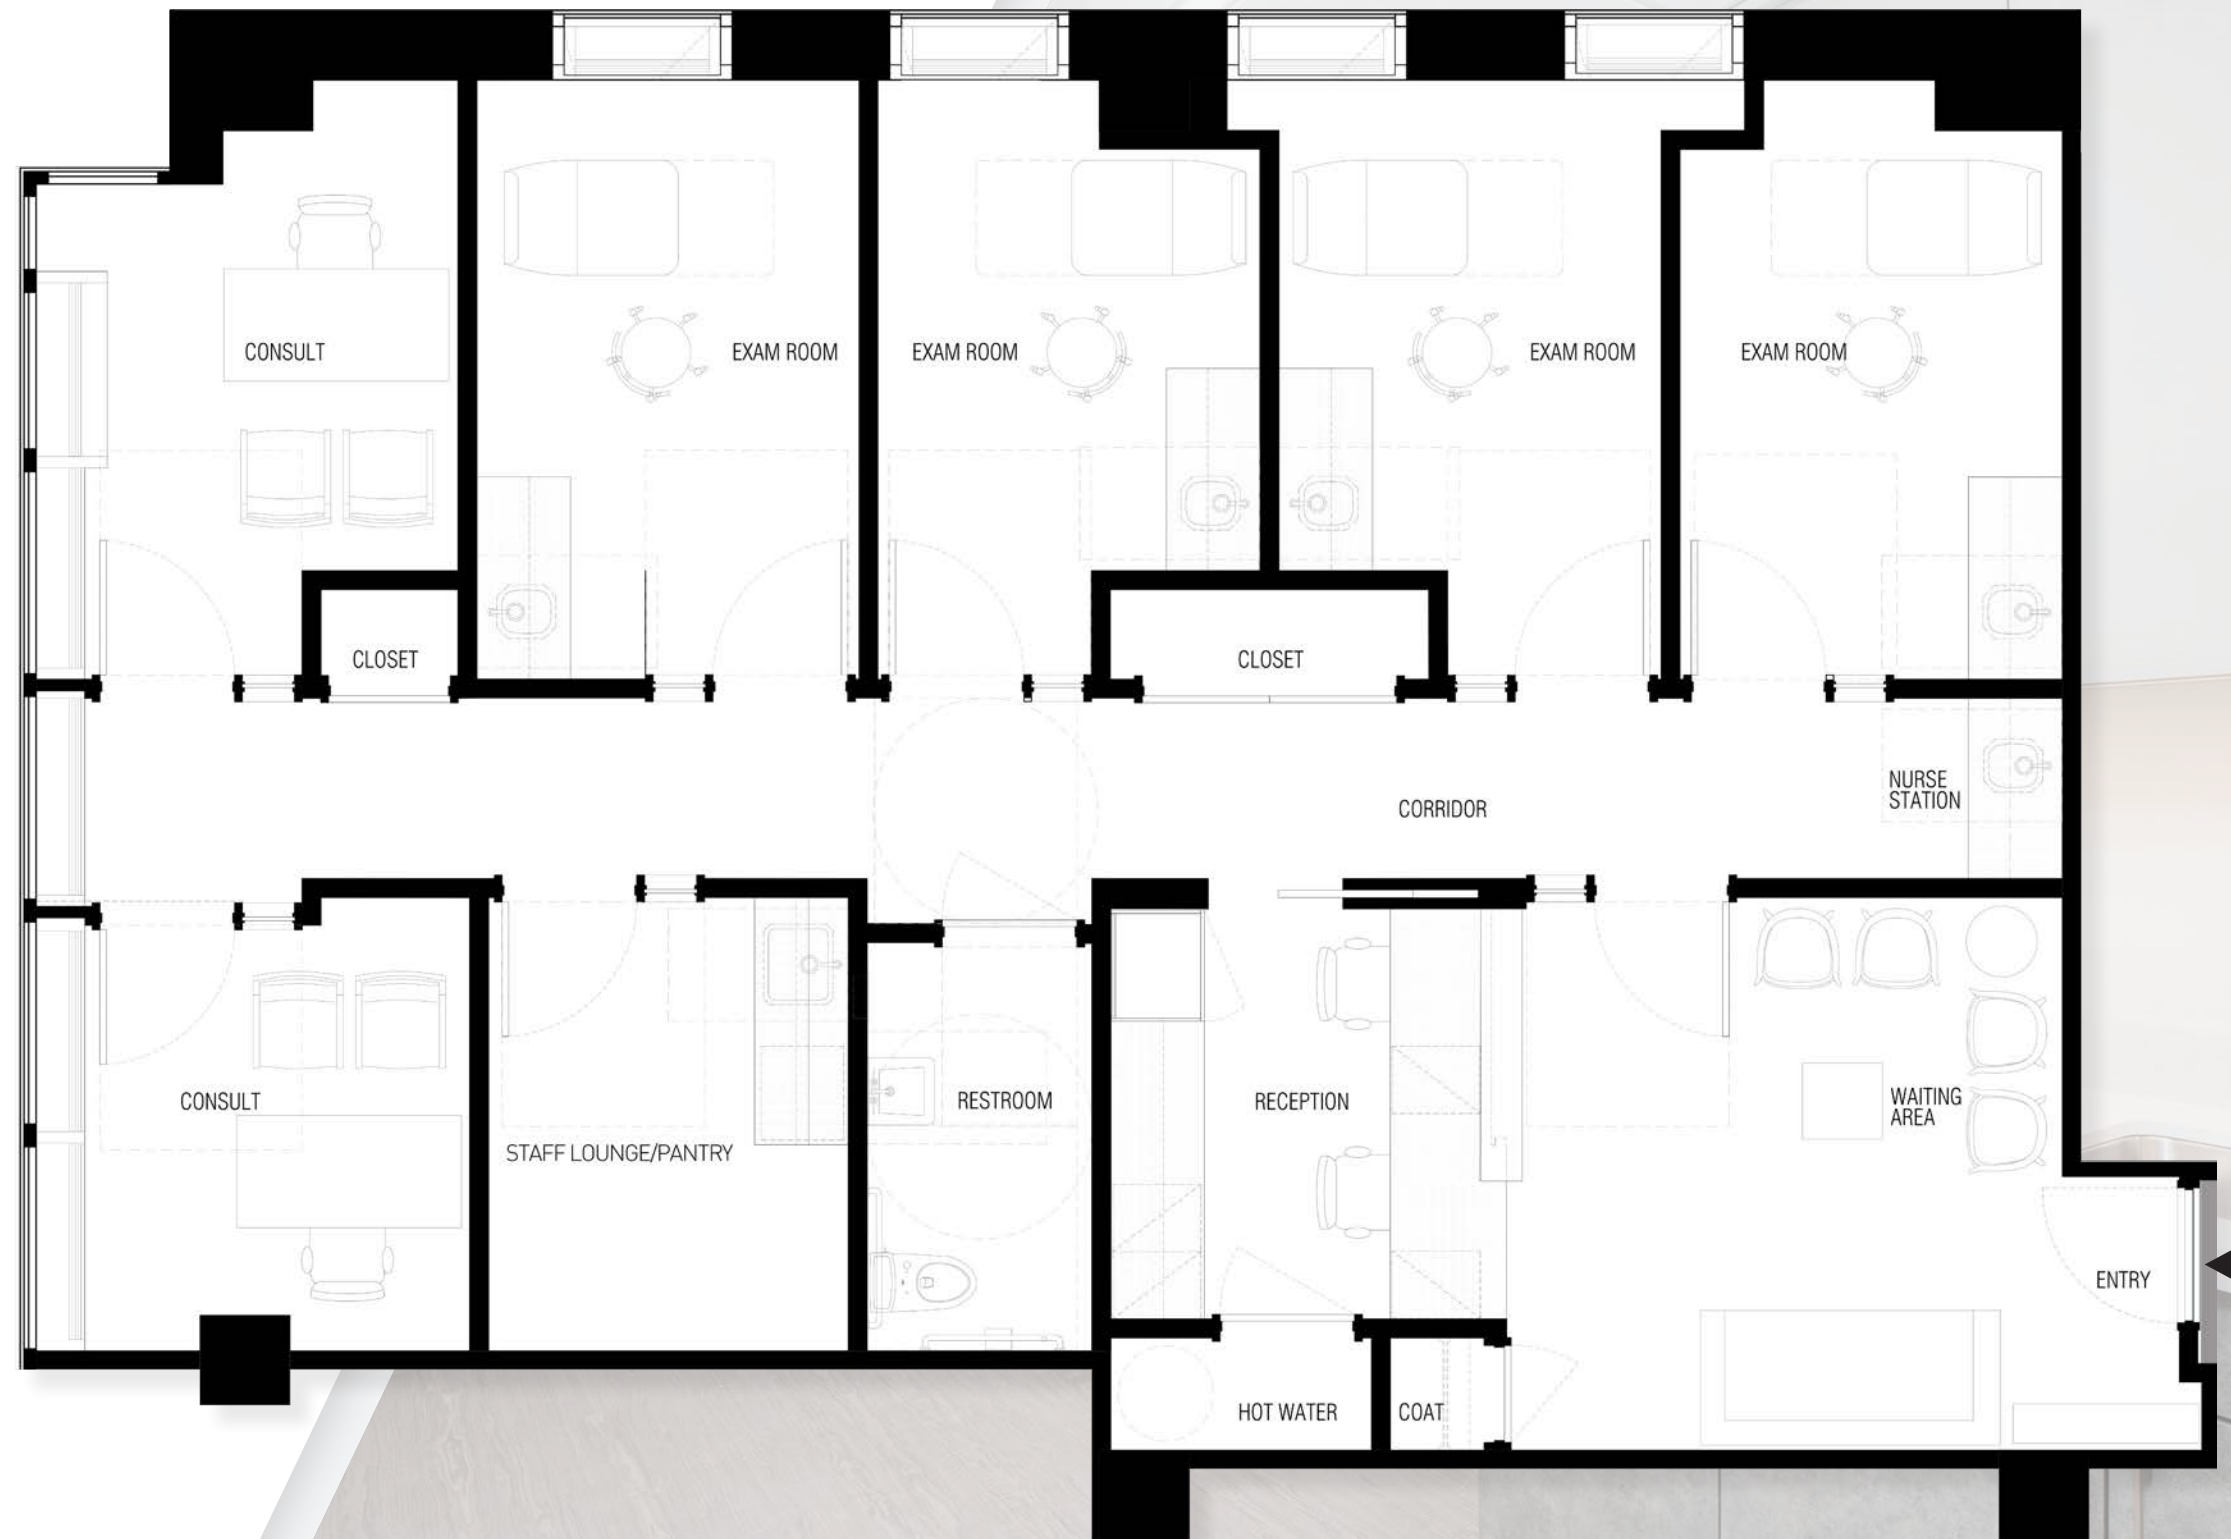 CONSULT
EXAM ROOM
EXAM ROOM
EXAM ROOM
EXAM ROOM
CLOSET
CLOSET
NURSE
STATION
CORRIDOR
CONSULT
STAFF LOUNGE/PANTRY
RESTROOM
RECEPTION
WAITING
AREA
ENTRY
HOT WATER
COAT